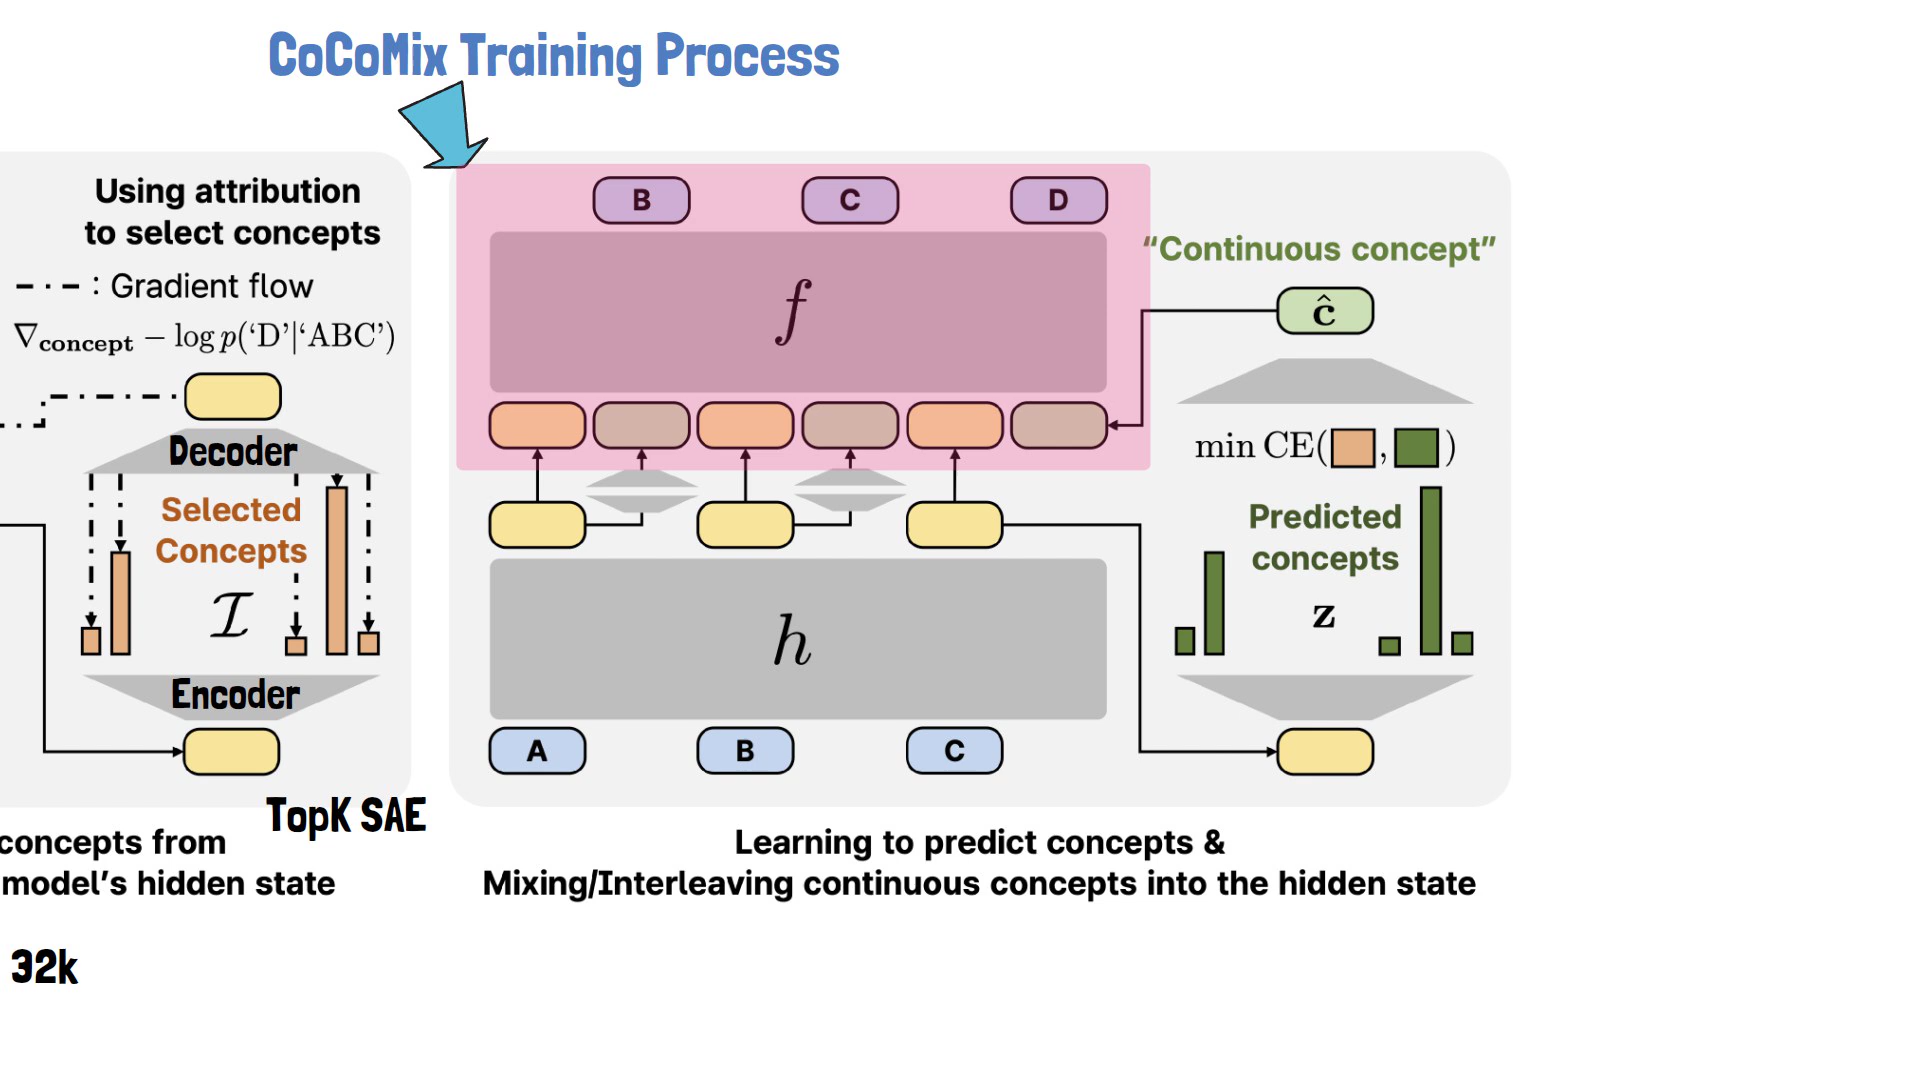 CoCoMix Training Process
Using attribution
to select concepts
: Gradient flow
∇concept − log p(‘D’|‘ABC’)
Decoder
Selected
Concepts
ℐ
Encoder
TopK SAE
concepts from
model’s hidden state
32k
B C D
f
h
A B C
“Continuous concept”
ĉ
min CE( , )
Predicted
concepts
z
Learning to predict concepts &
Mixing/Interleaving continuous concepts into the hidden state